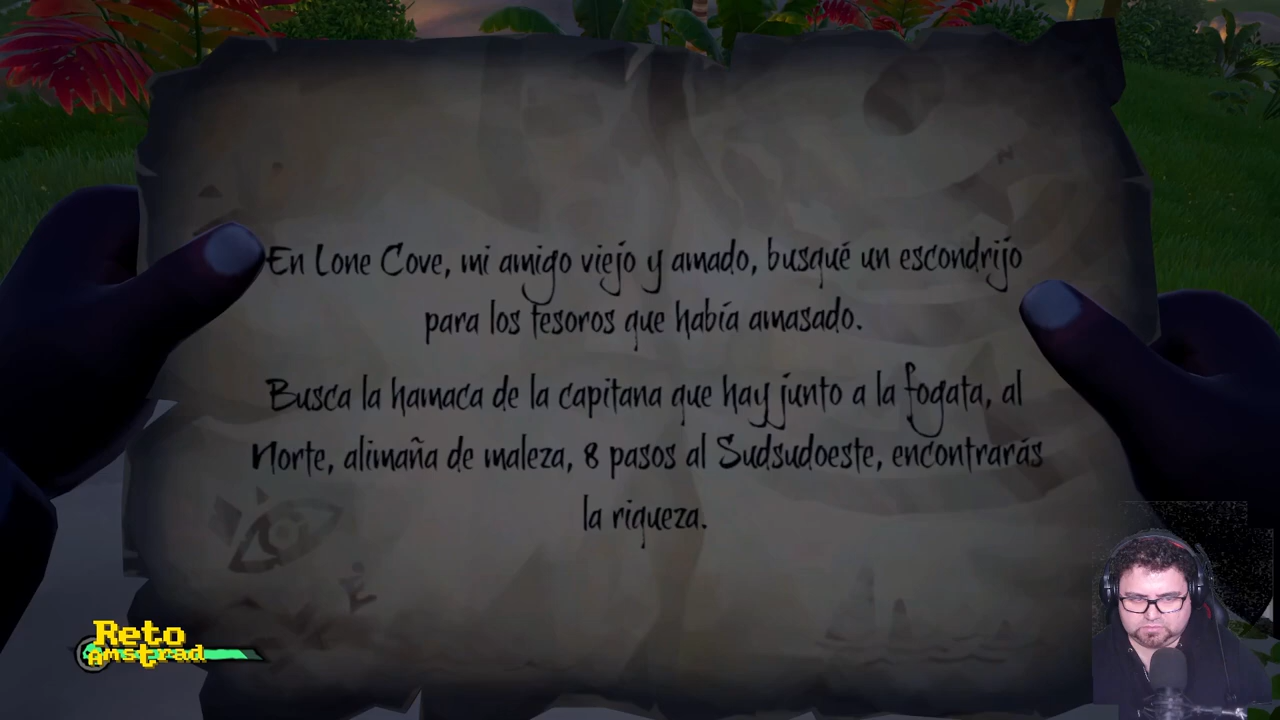 En Lone Cove, mi amigo viejo y amado, busqué un escondrijo
para los tesoros que había amasado.
Busca la hamaca de la capitana que hay junto a la fogata, al
Norte, alimaña de maleza, 8 pasos al Sudsudoeste, encontrarás
la riqueza.
Reto
Amstrad